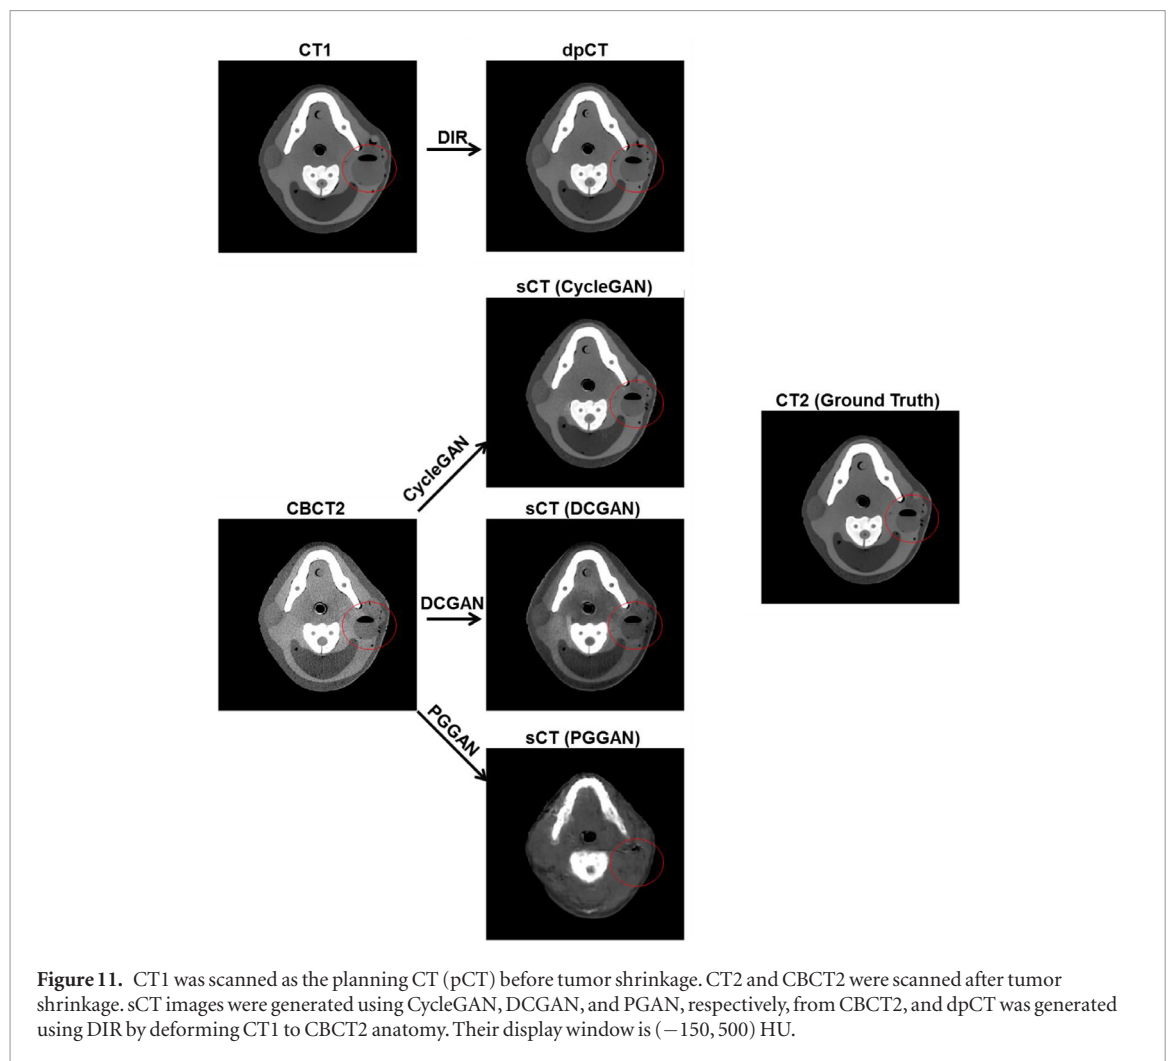 CT1
dpCT
DIR
sCT (CycleGAN)
CycleGAN
CT2 (Ground Truth)
CBCT2
sCT (DCGAN)
DCGAN
PGGAN
sCT (PGGAN)
Figure 11. CT1 was scanned as the planning CT (pCT) before tumor shrinkage. CT2 and CBCT2 were scanned after tumor
shrinkage. sCT images were generated using CycleGAN, DCGAN, and PGAN, respectively, from CBCT2, and dpCT was generated
using DIR by deforming CT1 to CBCT2 anatomy. Their display window is (−150, 500) HU.